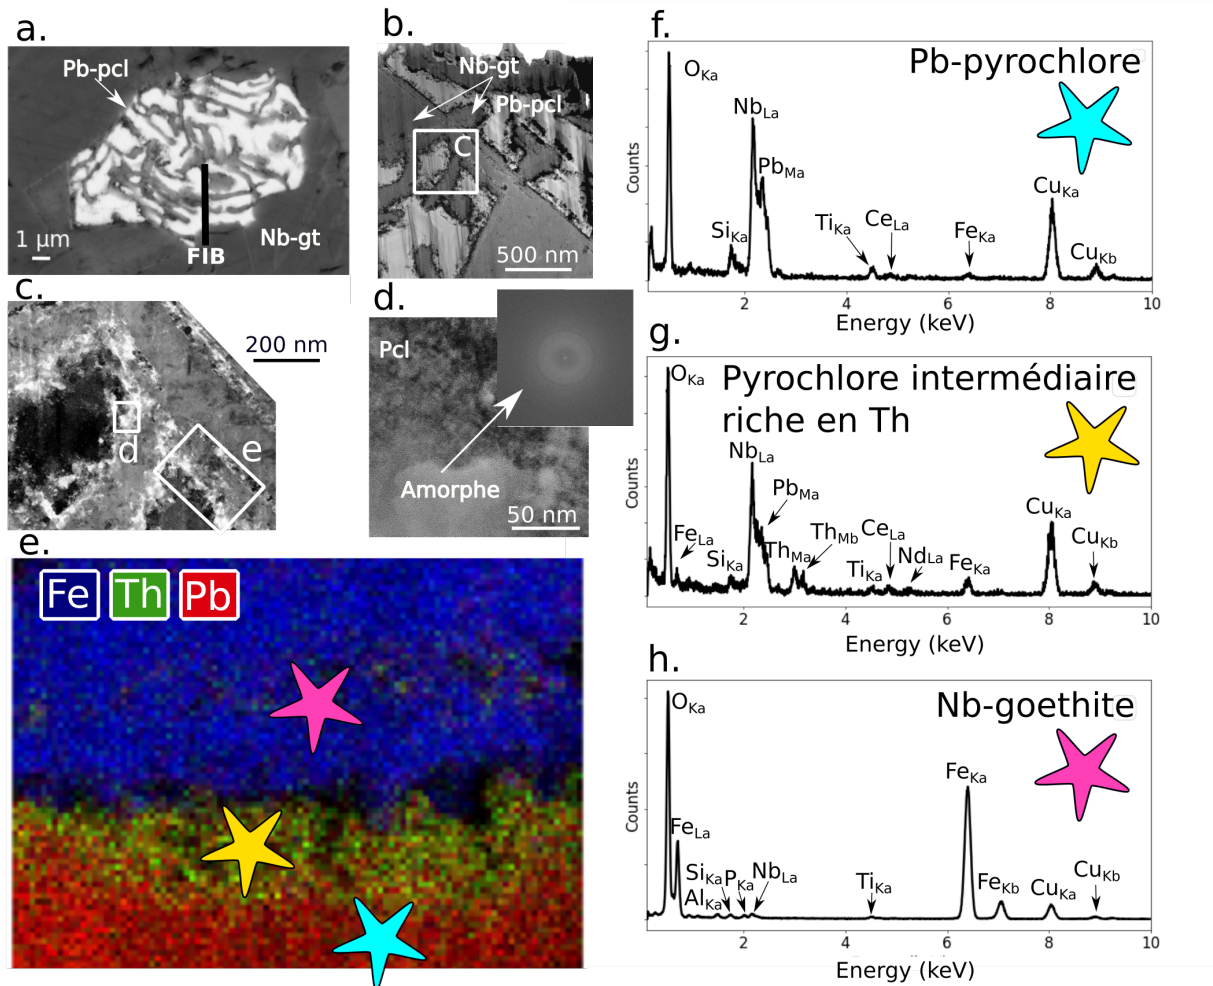 a.
Pb-pcl
1 µm
FIB
Nb-gt
b.
Nb-gt
Pb-pcl
C
500 nm
c.
200 nm
d
e
d.
Pcl
Amorphe
50 nm
e.
Fe Th Pb
f.
Pb-pyrochlore
OKa
NbLa
PbMa
SiKa
TiKa
CeLa
FeKa
CuKa
CuKb
Counts
2 4 6 8 10
Energy (keV)
g.
Pyrochlore intermédiaire
riche en Th
OKa
NbLa
PbMa
FeLa
SiKa
ThMa
ThMb
TiKa
CeLa
NdLa
FeKa
CuKa
CuKb
Counts
2 4 6 8 10
Energy (keV)
h.
Nb-goethite
OKa
FeLa
SiKa
AlKa
PKa
NbLa
TiKa
FeKa
FeKb
CuKa
CuKb
Counts
2 4 6 8 10
Energy (keV)